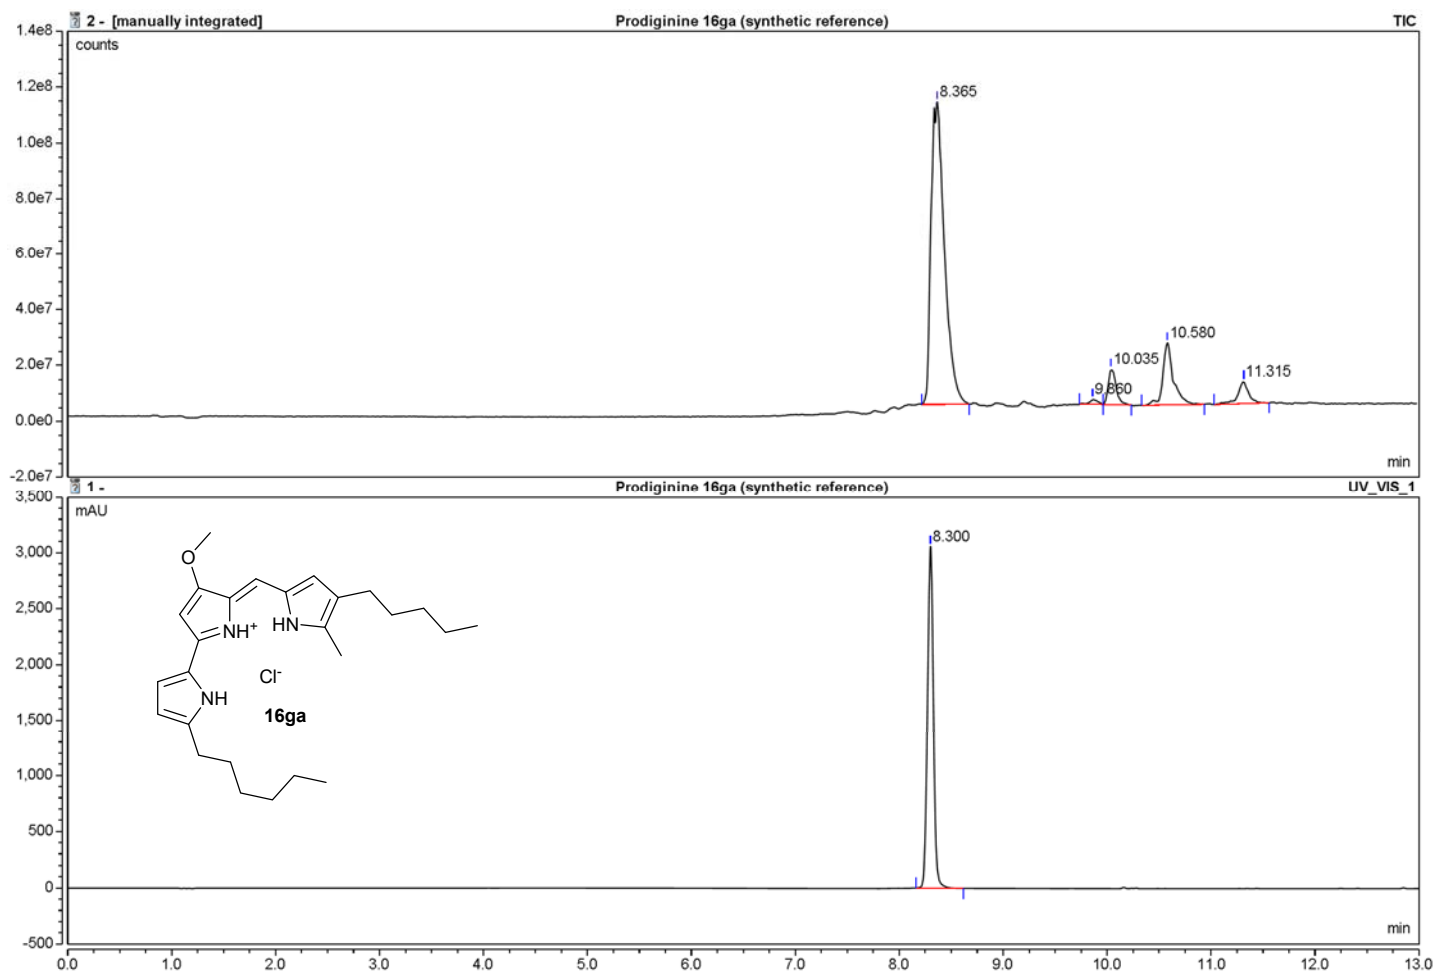 2 - [manually integrated] Prodiginine 16ga (synthetic reference) TIC
1.4e8
counts
1.2e8
1.0e8
8.0e7
6.0e7
4.0e7
2.0e7
0.0e0
-2.0e7
8.365
9.860
10.035
10.580
11.315
min
1 - Prodiginine 16ga (synthetic reference) UV_VIS_1
3,500
mAU
3,000
2,500
2,000
1,500
1,000
500
0
-500
8.300
O
NH+
HN
Cl-
NH
16ga
min
0.0 1.0 2.0 3.0 4.0 5.0 6.0 7.0 8.0 9.0 10.0 11.0 12.0 13.0